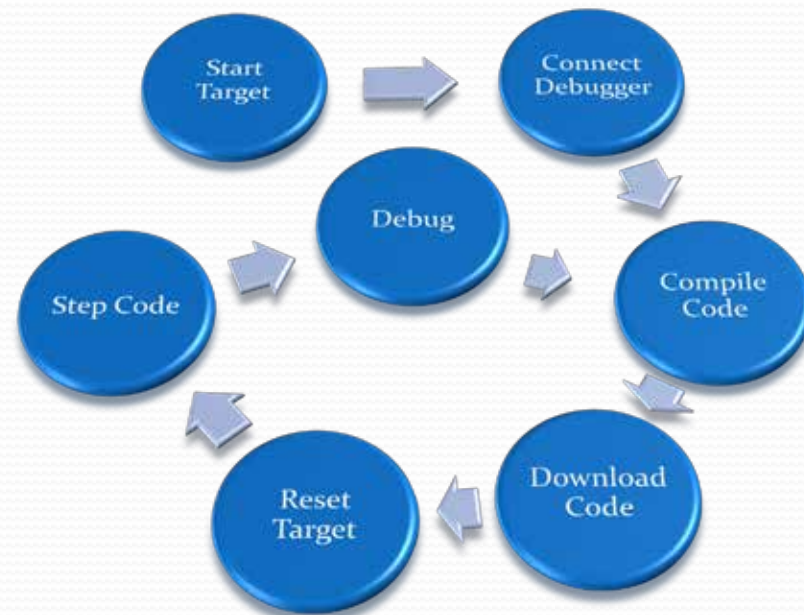 Start
Target
Connect
Debugger
Debug
Step Code
Compile
Code
Download
Code
Reset
Target